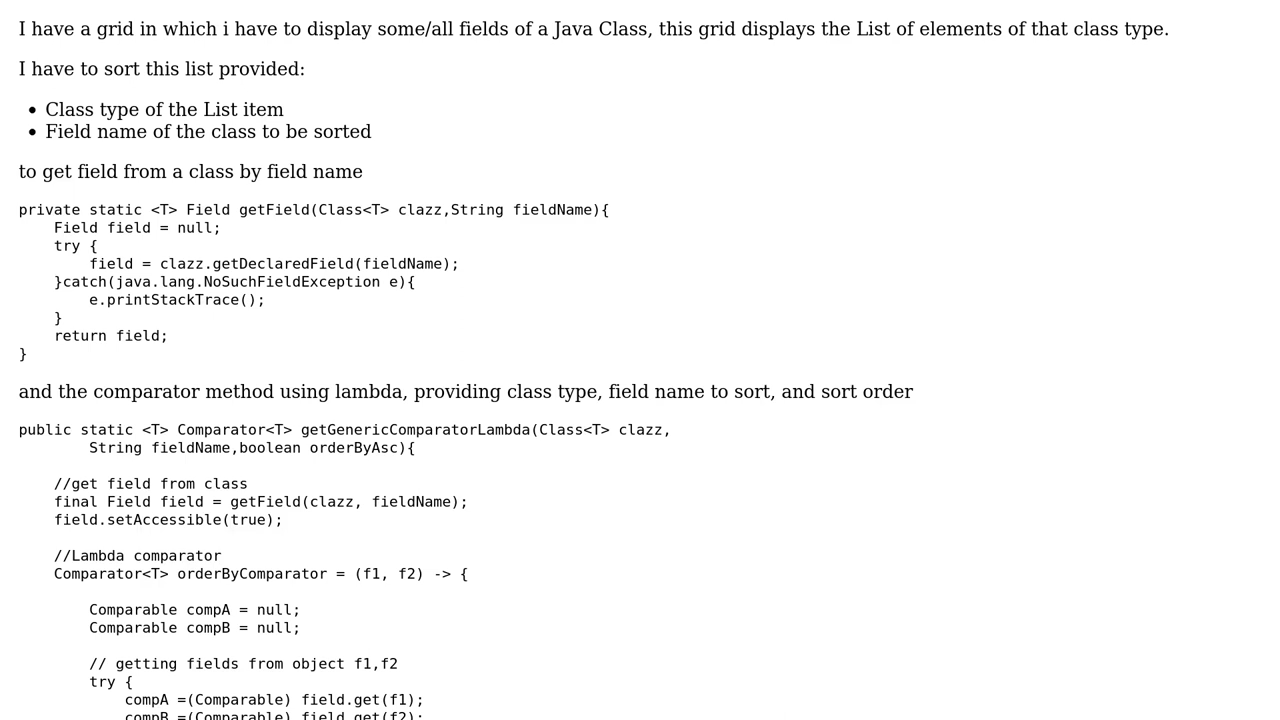 I have a grid in which i have to display some/all fields of a Java Class, this grid displays the List of elements of that class type.
I have to sort this list provided:
• Class type of the List item
• Field name of the class to be sorted
to get field from a class by field name
private static <T> Field getField(Class<T> clazz,String fieldName){
    Field field = null;
    try {
        field = clazz.getDeclaredField(fieldName);
    }catch(java.lang.NoSuchFieldException e){
        e.printStackTrace();
    }
    return field;
}
and the comparator method using lambda, providing class type, field name to sort, and sort order
public static <T> Comparator<T> getGenericComparatorLambda(Class<T> clazz,
        String fieldName,boolean orderByAsc){
    //get field from class
    final Field field = getField(clazz, fieldName);
    field.setAccessible(true);
    //Lambda comparator
    Comparator<T> orderByComparator = (f1, f2) -> {
        Comparable compA = null;
        Comparable compB = null;
        // getting fields from object f1,f2
        try {
            compA =(Comparable) field.get(f1);
            compB =(Comparable) field.get(f2);